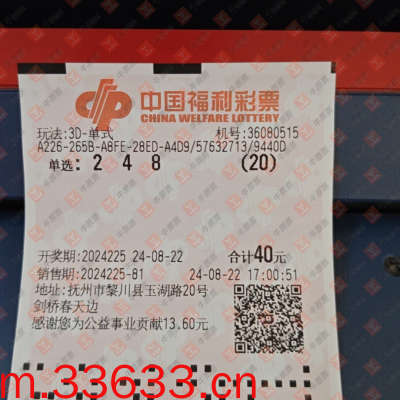 中国福利彩票
CHINA WELFARE LOTTERY
玩法:3D-单式 机号:36080515
A226-265B-A8FE-28ED-A4D9/57632713/9440D
单选: 2 4 8 (20)
开奖期:2024225 24-08-22 合计40元
销售期:2024225-81 24-08-22 17:00:51
地址:抚州市黎川县玉湖路20号
剑桥春天边
感谢您为公益事业贡献13.60元
m.33633.cn